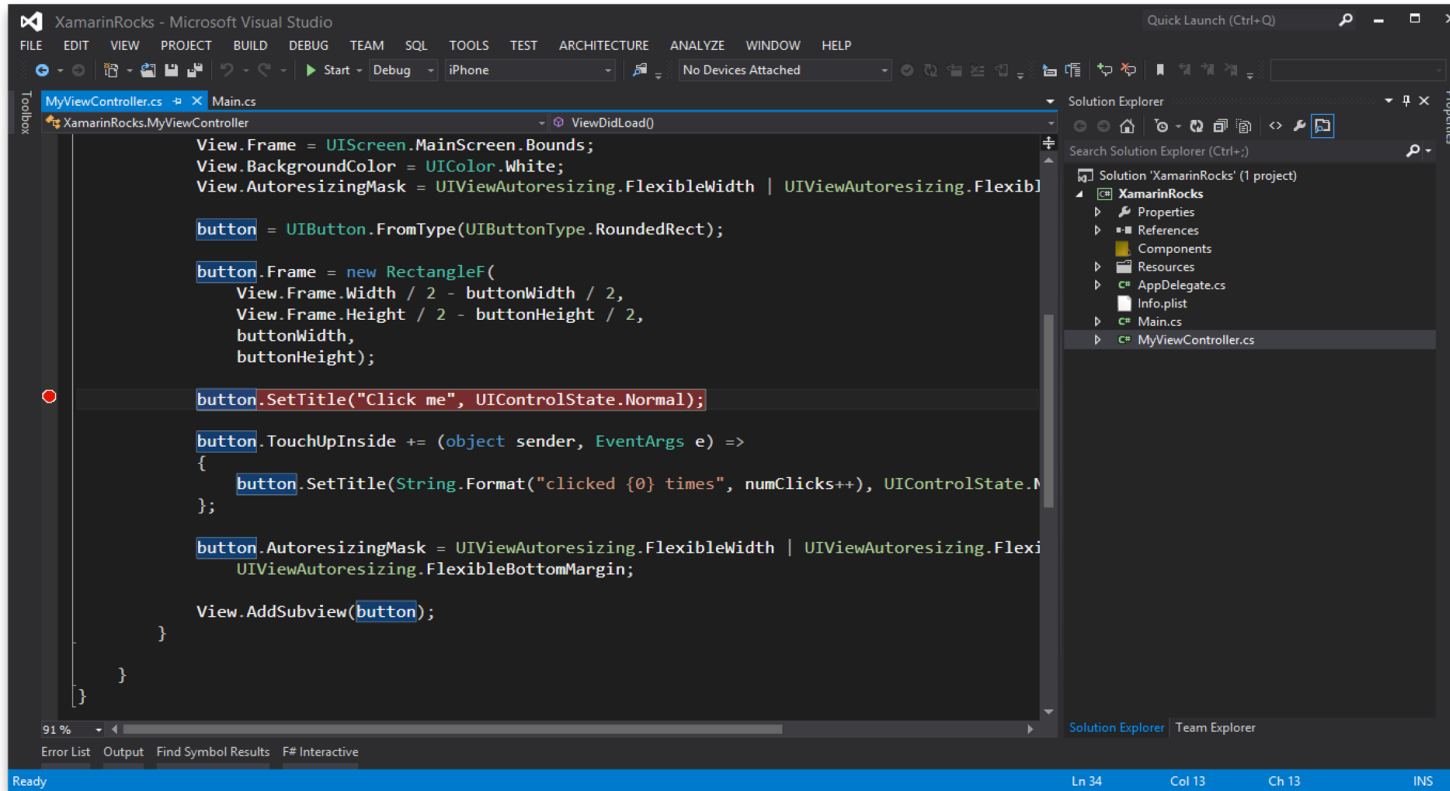 XamarinRocks - Microsoft Visual Studio
Quick Launch (Ctrl+Q)
FILE EDIT VIEW PROJECT BUILD DEBUG TEAM SQL TOOLS TEST ARCHITECTURE ANALYZE WINDOW HELP
Start Debug iPhone No Devices Attached
Toolbox
MyViewController.cs Main.cs
XamarinRocks.MyViewController ViewDidLoad()
View.Frame = UIScreen.MainScreen.Bounds;
View.BackgroundColor = UIColor.White;
View.AutoresizingMask = UIViewAutoresizing.FlexibleWidth | UIViewAutoresizing.Flexibl
button = UIButton.FromType(UIButtonType.RoundedRect);
button.Frame = new RectangleF(
View.Frame.Width / 2 - buttonWidth / 2,
View.Frame.Height / 2 - buttonHeight / 2,
buttonWidth,
buttonHeight);
button.SetTitle("Click me", UIControlState.Normal);
button.TouchUpInside += (object sender, EventArgs e) =>
{
button.SetTitle(String.Format("clicked {0} times", numClicks++), UIControlState.N
};
button.AutoresizingMask = UIViewAutoresizing.FlexibleWidth | UIViewAutoresizing.Flexi
UIViewAutoresizing.FlexibleBottomMargin;
View.AddSubview(button);
}
}
}
91 %
Error List Output Find Symbol Results F# Interactive
Solution Explorer
Search Solution Explorer (Ctrl+;)
Solution 'XamarinRocks' (1 project)
C# XamarinRocks
Properties
References
Components
Resources
C# AppDelegate.cs
Info.plist
C# Main.cs
C# MyViewController.cs
Solution Explorer Team Explorer
Ready Ln 34 Col 13 Ch 13 INS